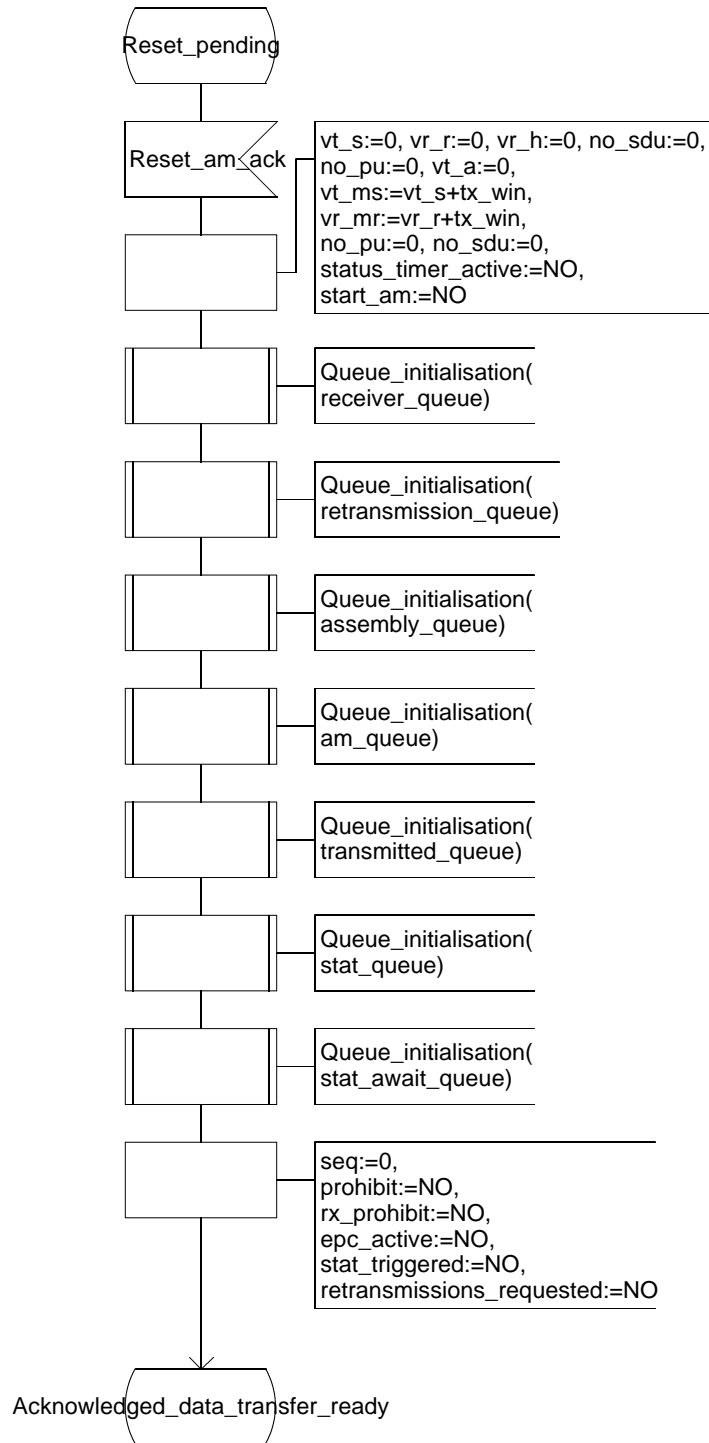 Reset_pending
Reset_am_ack
vt_s:=0, vr_r:=0, vr_h:=0, no_sdu:=0,
no_pu:=0, vt_a:=0,
vt_ms:=vt_s+tx_win,
vr_mr:=vr_r+tx_win,
no_pu:=0, no_sdu:=0,
status_timer_active:=NO,
start_am:=NO
Queue_initialisation(
receiver_queue)
Queue_initialisation(
retransmission_queue)
Queue_initialisation(
assembly_queue)
Queue_initialisation(
am_queue)
Queue_initialisation(
transmitted_queue)
Queue_initialisation(
stat_queue)
Queue_initialisation(
stat_await_queue)
seq:=0,
prohibit:=NO,
rx_prohibit:=NO,
epc_active:=NO,
stat_triggered:=NO,
retransmissions_requested:=NO
Acknowledged_data_transfer_ready